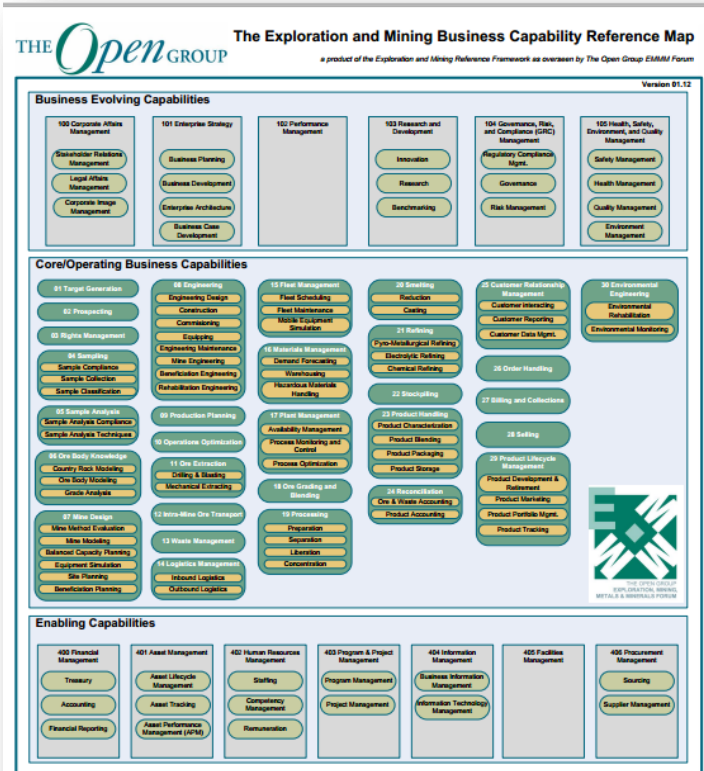 THE Open GROUP
The Exploration and Mining Business Capability Reference Map
a product of the Exploration and Mining Reference Framework as overseen by The Open Group EMMM Forum
Version 01.12
Business Evolving Capabilities
100 Corporate Affairs
Management
Stakeholder Relations
Management
Legal Affairs
Management
Corporate Image
Management
101 Enterprise Strategy
Business Planning
Business Development
Enterprise Architecture
Business Case
Development
102 Performance
Management
103 Research and
Development
Innovation
Research
Benchmarking
104 Governance, Risk,
and Compliance (GRC)
Management
Regulatory Compliance
Mgmt.
Governance
Risk Management
105 Health, Safety,
Environment, and Quality
Management
Safety Management
Health Management
Quality Management
Environment
Management
Core/Operating Business Capabilities
01 Target Generation
02 Prospecting
03 Rights Management
04 Sampling
Sample Compliance
Sample Collection
Sample Classification
05 Sample Analysis
Sample Analysis Compliance
Sample Analysis Techniques
06 Ore Body Knowledge
Country Rock Modeling
Ore Body Modeling
Grade Analysis
07 Mine Design
Mine Method Evaluation
Mine Modeling
Balanced Capacity Planning
Equipment Simulation
Site Planning
Beneficiation Planning
08 Engineering
Engineering Design
Construction
Commisioning
Equipping
Engineering Maintenance
Mine Engineering
Beneficiation Engineering
Rehabilitation Engineering
09 Production Planning
10 Operations Optimization
11 Ore Extraction
Drilling & Blasting
Mechanical Extracting
12 Intra-Mine Ore Transport
13 Waste Management
14 Logistics Management
Inbound Logistics
Outbound Logistics
15 Fleet Management
Fleet Scheduling
Fleet Maintenance
Mobile Equipment
Simulation
16 Materials Management
Demand Forecasting
Warehousing
Hazardous Materials
Handling
17 Plant Management
Availability Management
Process Monitoring and
Control
Process Optimization
18 Ore Grading and
Blending
19 Processing
Preparation
Separation
Liberation
Concentration
20 Smelting
Reduction
Casting
21 Refining
Pyro-Metallurgical Refining
Electrolytic Refining
Chemical Refining
22 Stockpiling
23 Product Handling
Product Characterization
Product Blending
Product Packaging
Product Storage
24 Reconciliation
Ore & Waste Accounting
Product Accounting
25 Customer Relationship
Management
Customer Interacting
Customer Reporting
Customer Data Mgmt.
26 Order Handling
27 Billing and Collections
28 Selling
29 Product Lifecycle
Management
Product Development &
Retirement
Product Marketing
Product Portfolio Mgmt.
Product Tracking
30 Environmental
Engineering
Environmental
Rehabilitation
Environmental Monitoring
THE OPEN GROUP
EXPLORATION, MINING,
METALS & MINERALS FORUM
Enabling Capabilities
400 Financial
Management
Treasury
Accounting
Financial Reporting
401 Asset Management
Asset Lifecycle
Management
Asset Tracking
Asset Performance
Management (APM)
402 Human Resources
Management
Staffing
Competency
Management
Remuneration
403 Program & Project
Management
Program Management
Project Management
404 Information
Management
Business Information
Management
Information Technology
Management
405 Facilities
Management
406 Procurement
Management
Sourcing
Supplier Management